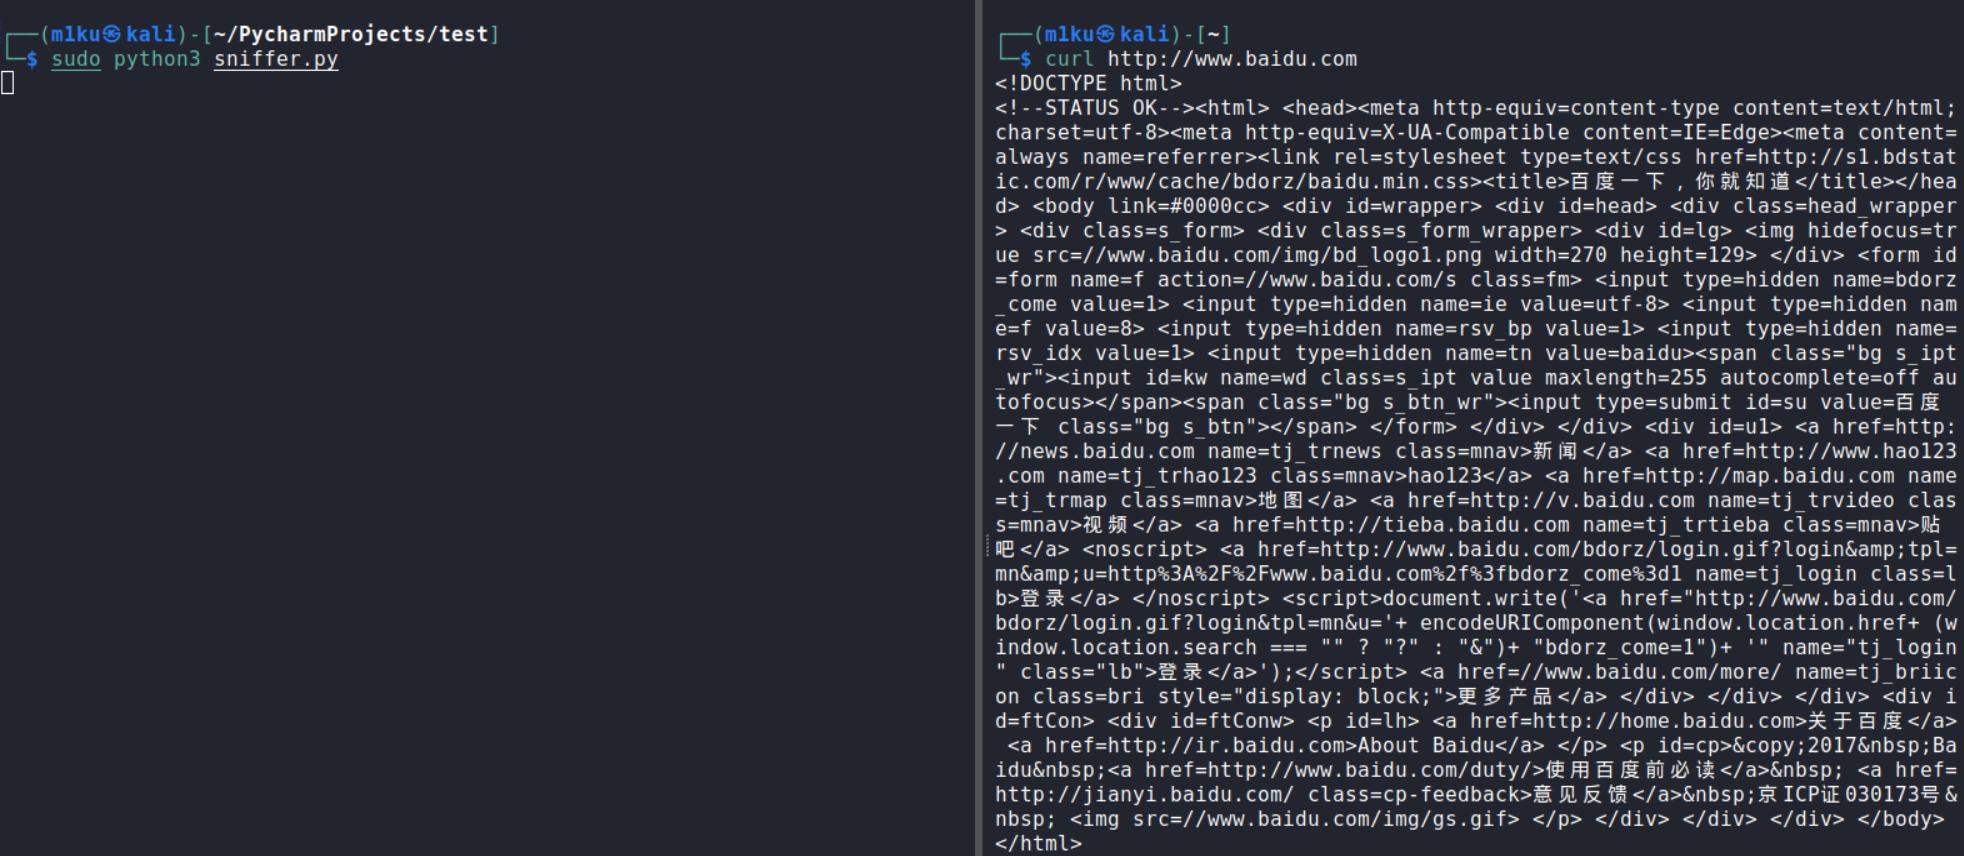 ┌──(m1ku㉿kali)-[~/PycharmProjects/test]
└─$ sudo python3 sniffer.py
┌──(m1ku㉿kali)-[~]
└─$ curl http://www.baidu.com
<!DOCTYPE html>
<!--STATUS OK--><html> <head><meta http-equiv=content-type content=text/html;
charset=utf-8><meta http-equiv=X-UA-Compatible content=IE=Edge><meta content=
always name=referrer><link rel=stylesheet type=text/css href=http://s1.bdstat
ic.com/r/www/cache/bdorz/baidu.min.css><title>百度一下，你就知道</title></hea
d> <body link=#0000cc> <div id=wrapper> <div id=head> <div class=head_wrapper
> <div class=s_form> <div class=s_form_wrapper> <div id=lg> <img hidefocus=tr
ue src=//www.baidu.com/img/bd_logo1.png width=270 height=129> </div> <form id
=form name=f action=//www.baidu.com/s class=fm> <input type=hidden name=bdorz
_come value=1> <input type=hidden name=ie value=utf-8> <input type=hidden nam
e=f value=8> <input type=hidden name=rsv_bp value=1> <input type=hidden name=
rsv_idx value=1> <input type=hidden name=tn value=baidu><span class="bg s_ipt
_wr"><input id=kw name=wd class=s_ipt value maxlength=255 autocomplete=off au
tofocus></span><span class="bg s_btn_wr"><input type=submit id=su value=百度
一下 class="bg s_btn"></span> </form> </div> </div> <div id=u1> <a href=http:
//news.baidu.com name=tj_trnews class=mnav>新闻</a> <a href=http://www.hao123
.com name=tj_trhao123 class=mnav>hao123</a> <a href=http://map.baidu.com name
=tj_trmap class=mnav>地图</a> <a href=http://v.baidu.com name=tj_trvideo clas
s=mnav>视频</a> <a href=http://tieba.baidu.com name=tj_trtieba class=mnav>贴
吧</a> <noscript> <a href=http://www.baidu.com/bdorz/login.gif?login&amp;tpl=
mn&amp;u=http%3A%2F%2Fwww.baidu.com%2f%3fbdorz_come%3d1 name=tj_login class=l
b>登录</a> </noscript> <script>document.write('<a href="http://www.baidu.com/
bdorz/login.gif?login&tpl=mn&u='+ encodeURIComponent(window.location.href+ (w
indow.location.search === "" ? "?" : "&")+ "bdorz_come=1")+ '" name="tj_login
" class="lb">登录</a>');</script> <a href=//www.baidu.com/more/ name=tj_briic
on class=bri style="display: block;">更多产品</a> </div> </div> </div> <div i
d=ftCon> <div id=ftConw> <p id=lh> <a href=http://home.baidu.com>关于百度</a>
<a href=http://ir.baidu.com>About Baidu</a> </p> <p id=cp>&copy;2017&nbsp;Ba
idu&nbsp;<a href=http://www.baidu.com/duty/>使用百度前必读</a>&nbsp; <a href=
http://jianyi.baidu.com/ class=cp-feedback>意见反馈</a>&nbsp;京ICP证030173号&
nbsp; <img src=//www.baidu.com/img/gs.gif> </p> </div> </div> </div> </body>
</html>